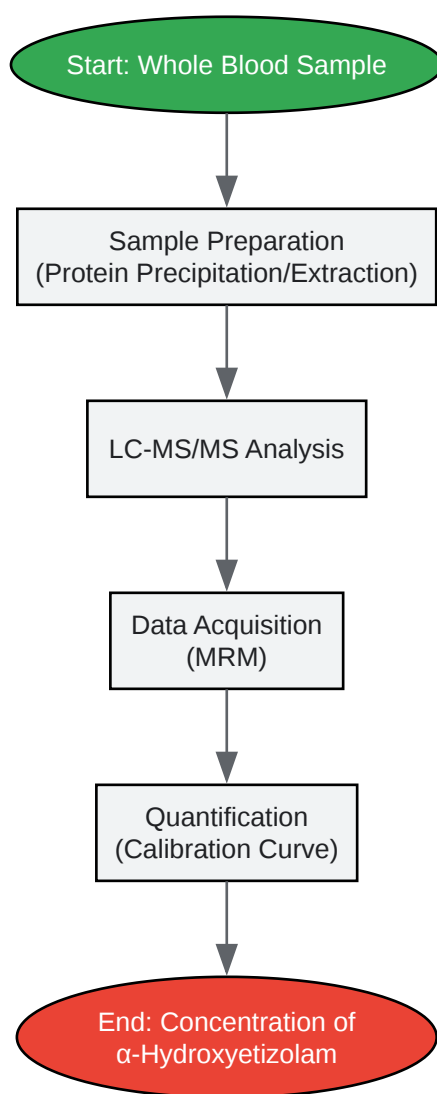 Start: Whole Blood Sample
Sample Preparation
(Protein Precipitation/Extraction)
LC-MS/MS Analysis
Data Acquisition
(MRM)
Quantification
(Calibration Curve)
End: Concentration of
α-Hydroxyetizolam